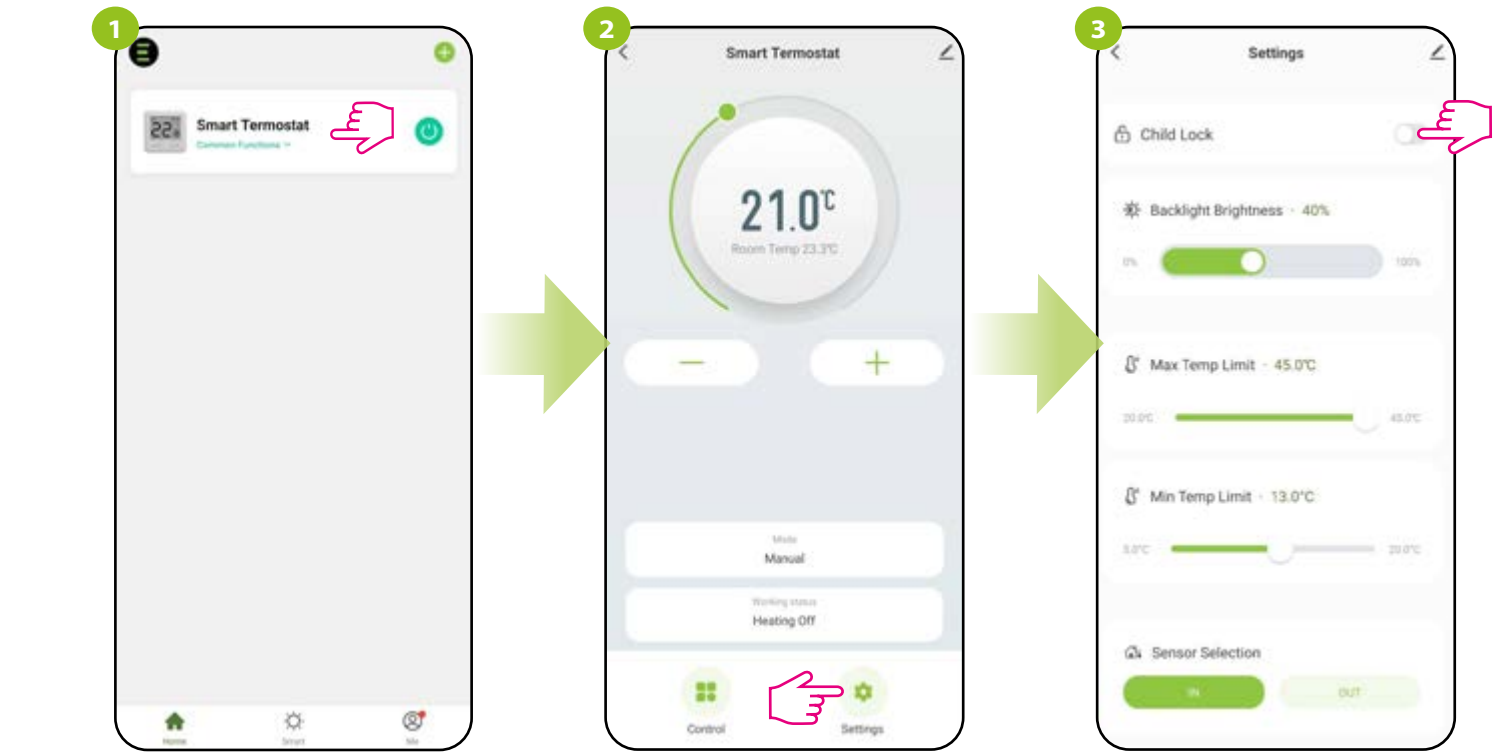 1
22
Smart Termostat
Common Functions
Home
Smart
Me
2
Smart Termostat
21.0℃
Room Temp 23.3℃
Mode
Manual
Working status
Heating Off
Control
Settings
3
Settings
Child Lock
Backlight Brightness · 40%
0% 100%
Max Temp Limit · 45.0℃
20.0℃ 45.0℃
Min Temp Limit · 13.0℃
5.0℃ 20.0℃
Sensor Selection
IN OUT